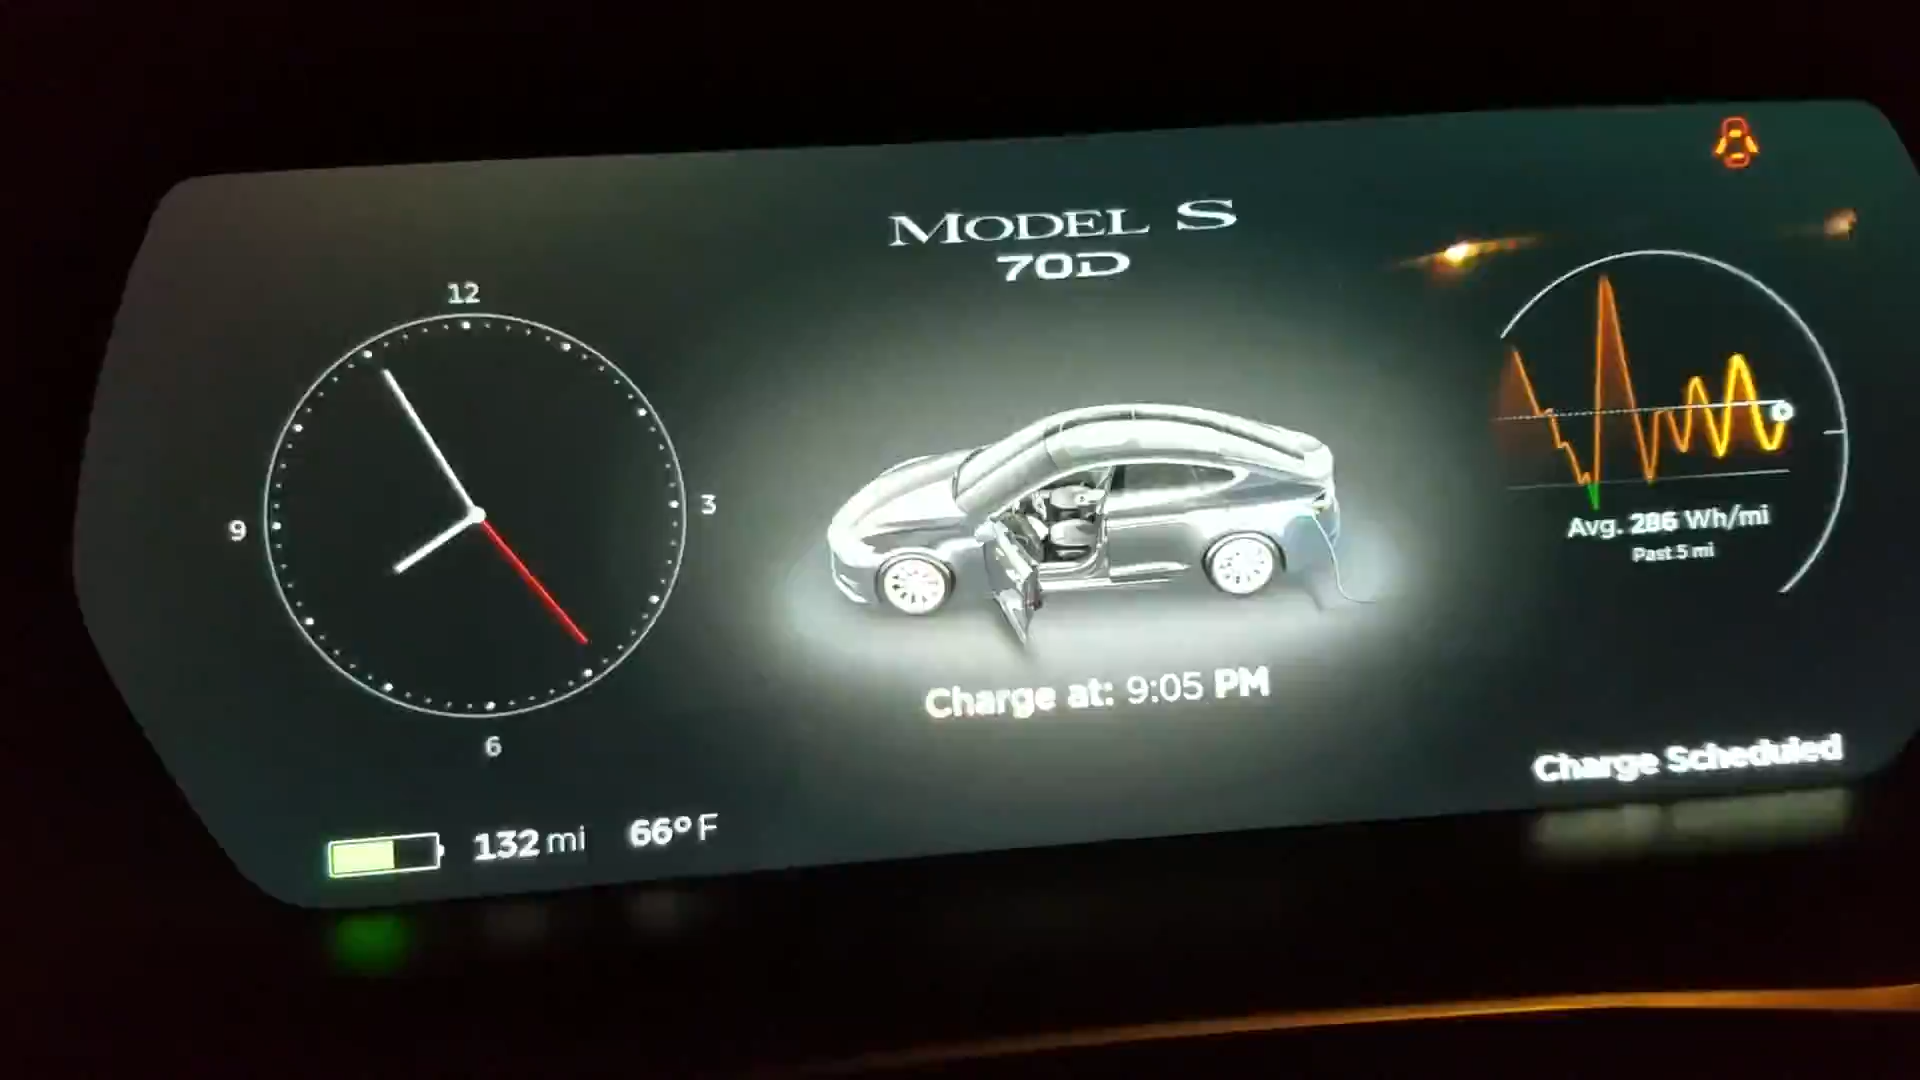 MODEL S
70D
12
3
9
6
Avg. 286 Wh/mi
Past 5 mi
Charge at: 9:05 PM
Charge Scheduled
132 mi 66° F